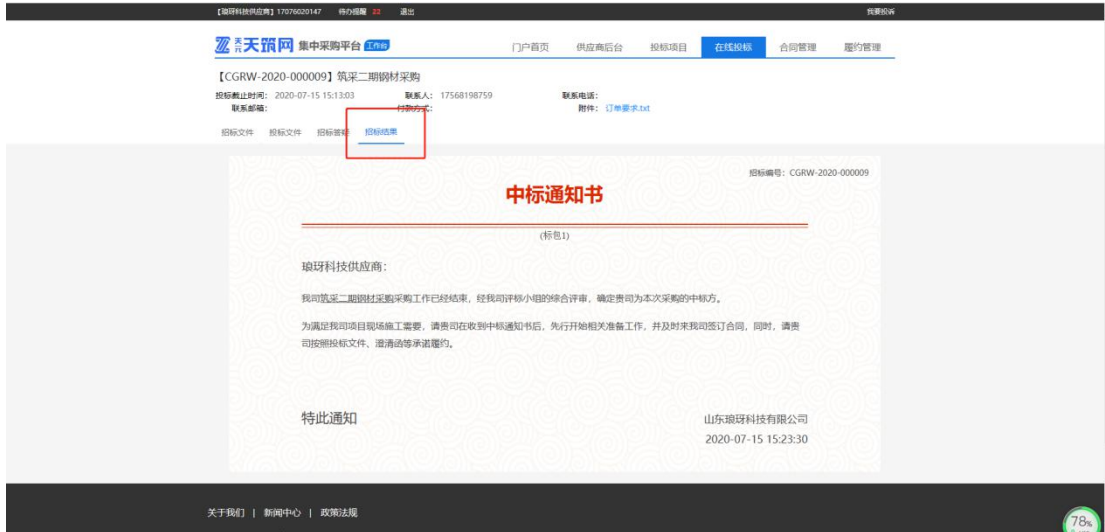 【琅琊科技供应商】17076020147 待办提醒 22 退出 我要投诉
天元天筑网 集中采购平台 工作台 门户首页 供应商后台 投标项目 在线投标 合同管理 履约管理
【CGRW-2020-000009】筑采二期钢材采购
投标截止时间： 2020-07-15 15:13:03 联系人： 17568198759 联系电话：
联系邮箱： 付款方式： 附件： 订单要求.txt
招标文件 投标文件 招标答疑 招标结果
招标编号：CGRW-2020-000009
中标通知书
(标包1)
琅琊科技供应商：
我司筑采二期钢材采购采购工作已经结束，经我司评标小组的综合评审，确定贵司为本次采购的中标方。
为满足我司项目现场施工需要，请贵司在收到中标通知书后，先行开始相关准备工作，并及时来我司签订合同，同时，请贵
司按照投标文件、澄清函等承诺履约。
特此通知
山东琅琊科技有限公司
2020-07-15 15:23:30
关于我们 | 新闻中心 | 政策法规
78%